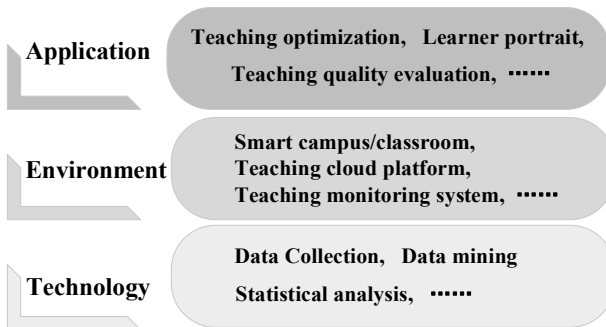 Application
Teaching optimization, Learner portrait,
Teaching quality evaluation, ······
Environment
Smart campus/classroom,
Teaching cloud platform,
Teaching monitoring system, ······
Technology
Data Collection, Data mining
Statistical analysis, ······